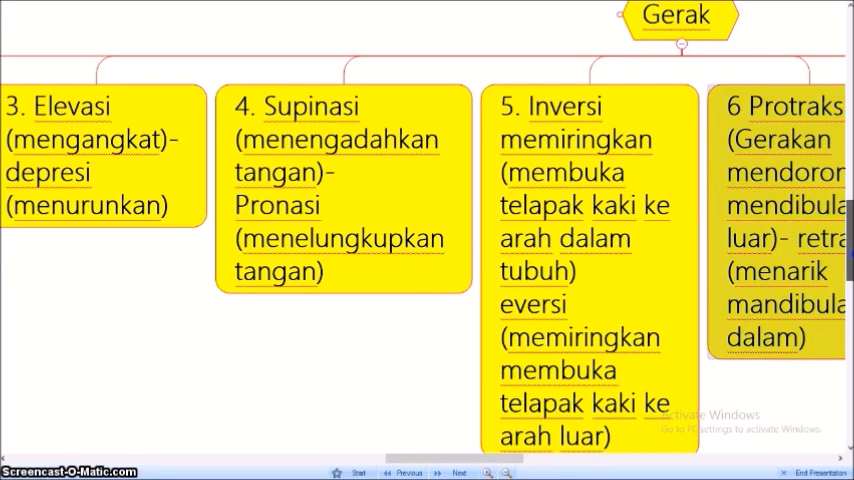 Gerak
3. Elevasi
(mengangkat)-
depresi
(menurunkan)
4. Supinasi
(menengadahkan
tangan)-
Pronasi
(menelungkupkan
tangan)
5. Inversi
memiringkan
(membuka
telapak kaki ke
arah dalam
tubuh)
eversi
(memiringkan
membuka
telapak kaki ke
arah luar)
6 Protraks
(Gerakan
mendoron
mendibula
luar)- retra
(menarik
mandibula
dalam)
Activate Windows
Go to PC settings to activate Windows.
Screencast-O-Matic.com
Start
Previous
Next
End Presentation